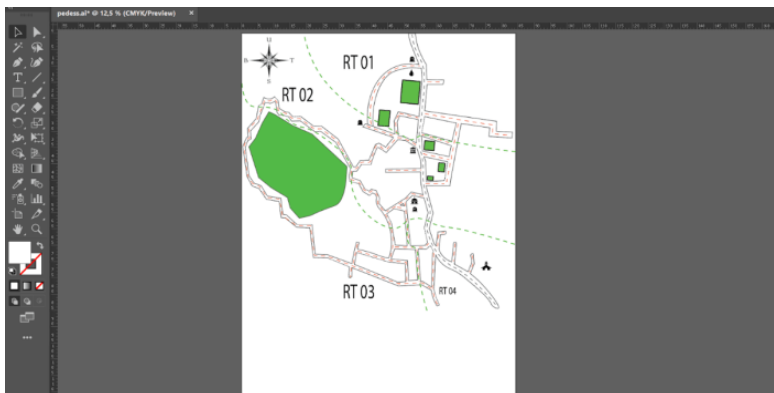 pedess.ai* @ 12,5 % (CMYK/Preview) ×
U
B T
S
RT 01
RT 02
RT 03
RT 04